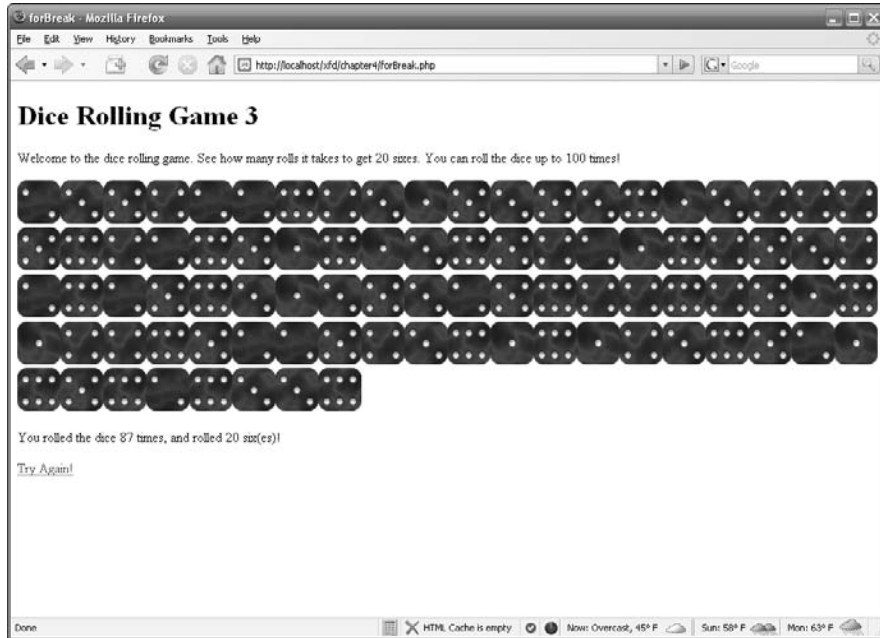 forBreak - Mozilla Firefox
File Edit View History Bookmarks Tools Help
http://localhost/xfd/chapter4/forBreak.php
Google
Dice Rolling Game 3
Welcome to the dice rolling game. See how many rolls it takes to get 20 sixes. You can roll the dice up to 100 times!
You rolled the dice 87 times, and rolled 20 six(es)!
Try Again!
Done HTML Cache is empty Now: Overcast, 45° F Sun: 58° F Mon: 63° F